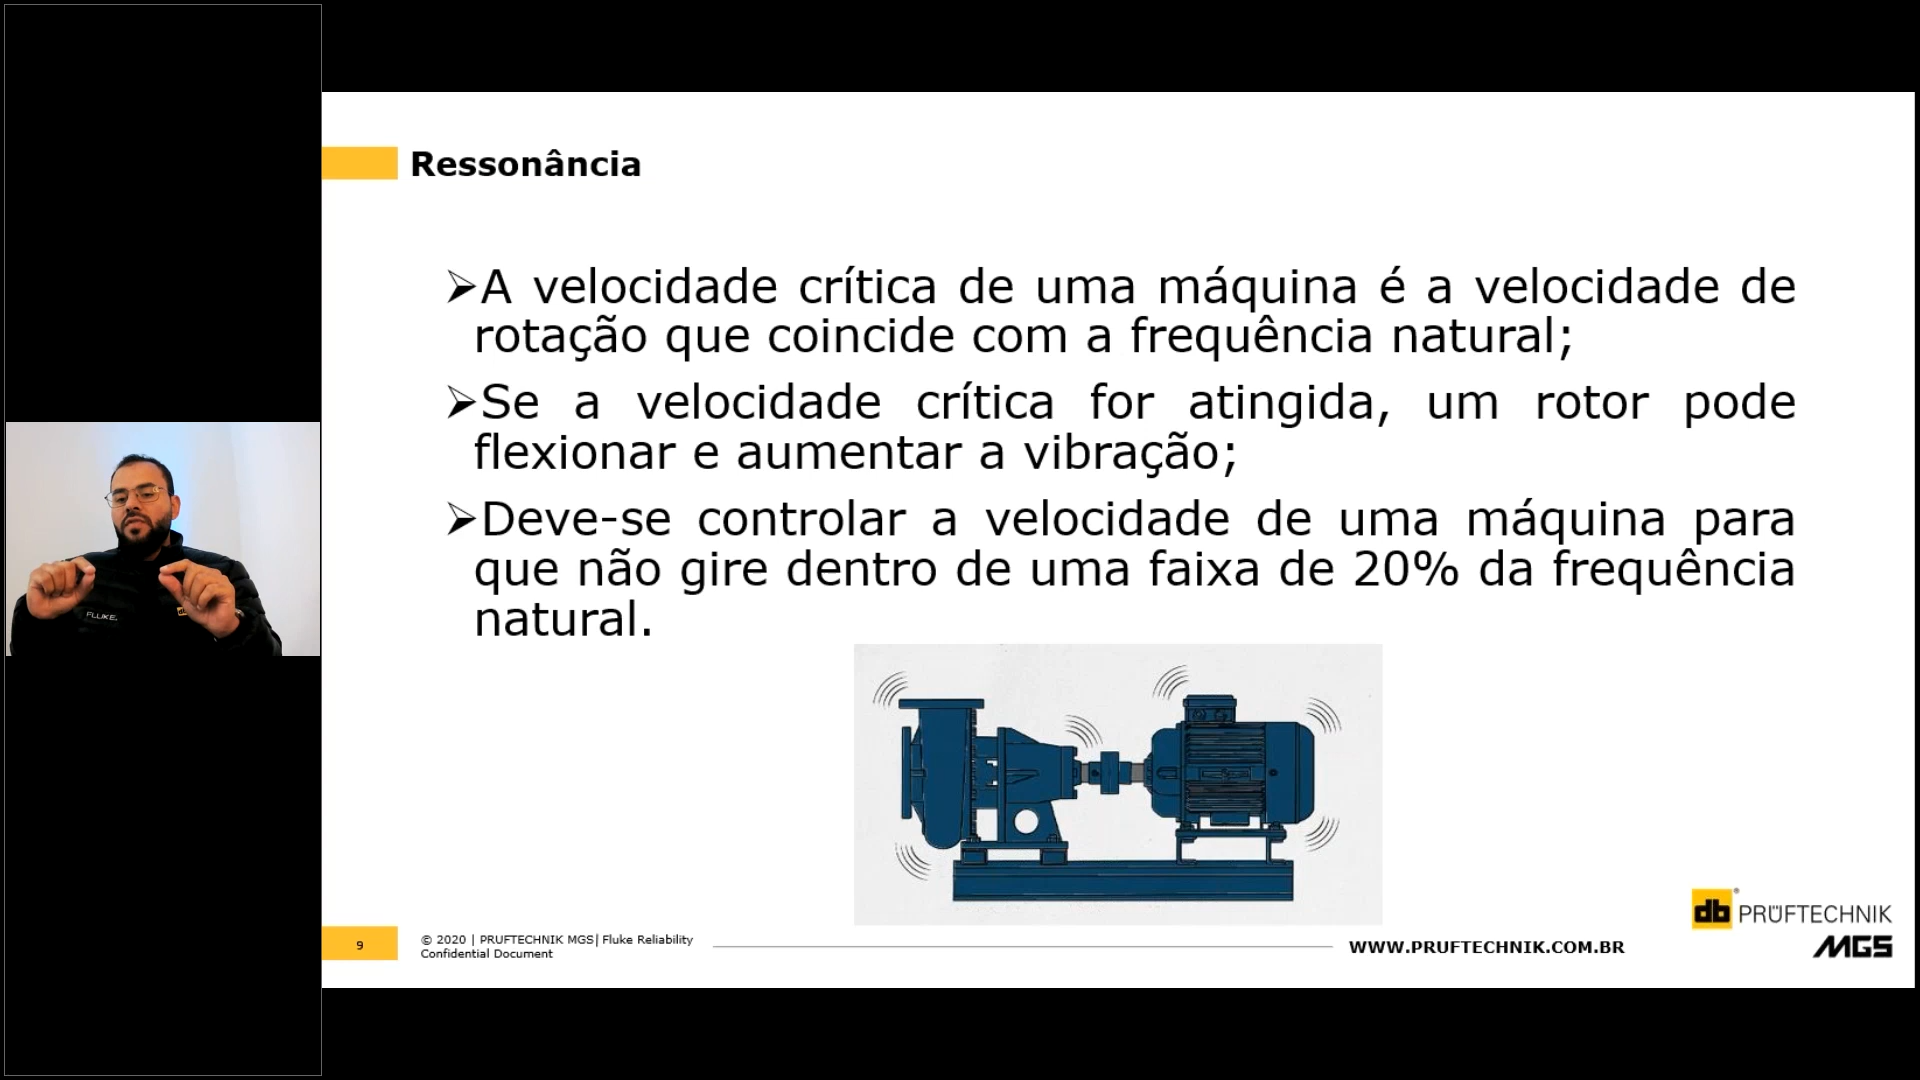 Ressonância
A velocidade crítica de uma máquina é a velocidade de
rotação que coincide com a frequência natural;
Se a velocidade crítica for atingida, um rotor pode
flexionar e aumentar a vibração;
Deve-se controlar a velocidade de uma máquina para
que não gire dentro de uma faixa de 20% da frequência
natural.
FLUKE.
9
© 2020 | PRUFTECHNIK MGS| Fluke Reliability
Confidential Document
WWW.PRUFTECHNIK.COM.BR
db ® PRÜFTECHNIK
MGS